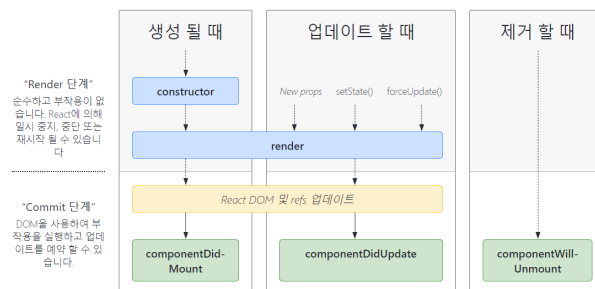 생성 될 때
업데이트 할 때
제거 할 때
“Render 단계”
순수하고 부작용이 없
습니다. React에 의해
일시 중지, 중단 또는
재시작 될 수 있습니
다
constructor
New props
setState()
forceUpdate()
render
React DOM 및 refs 업데이트
“Commit 단계”
DOM을 사용하여 부
작용을 실행하고 업데
이트를 예약 할 수 있
습니다.
componentDid-
Mount
componentDidUpdate
componentWill-
Unmount